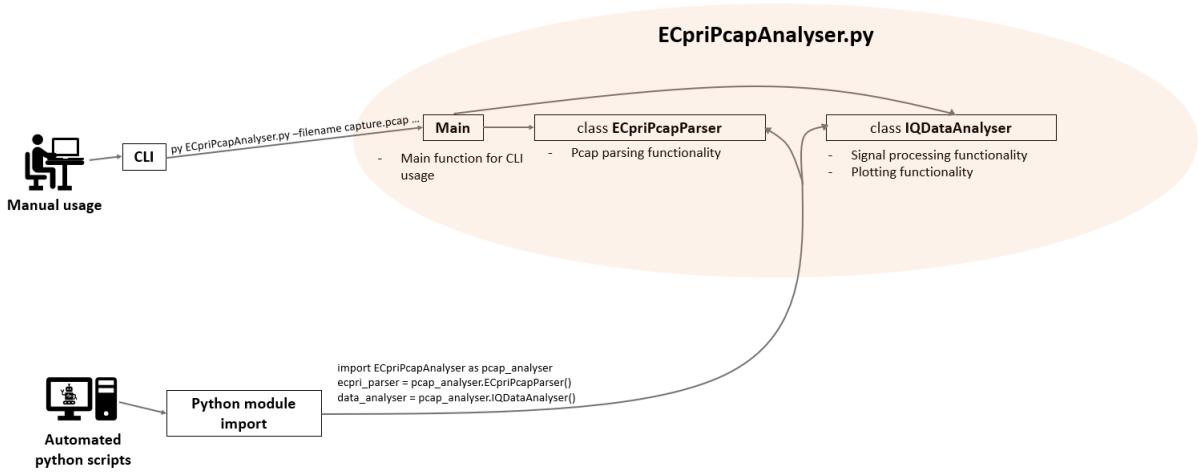 ECpriPcapAnalyser.py
py ECpriPcapAnalyser.py –filename capture.pcap ...
CLI
Main
class ECpriPcapParser
class IQDataAnalyser
- Main function for CLI
usage
- Pcap parsing functionality
- Signal processing functionality
- Plotting functionality
Manual usage
import ECpriPcapAnalyser as pcap_analyser
ecpri_parser = pcap_analyser.ECpriPcapParser()
data_analyser = pcap_analyser.IQDataAnalyser()
Python module
import
Automated
python scripts